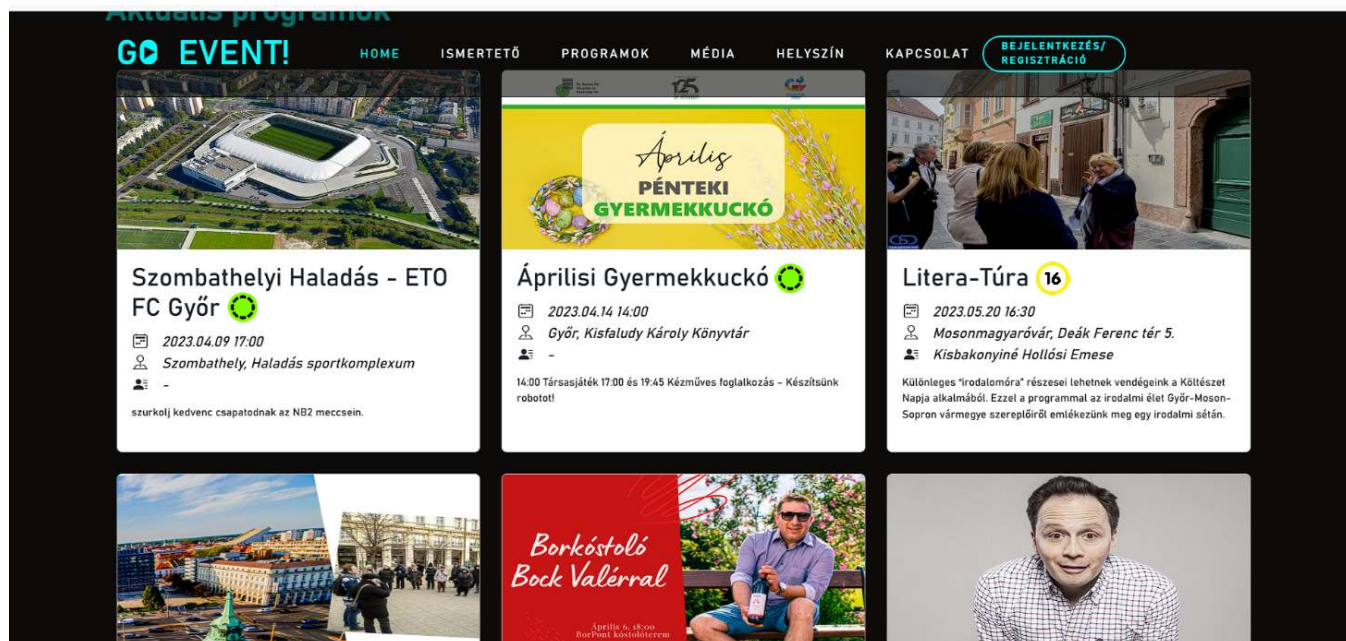 Aktuális programok
GO EVENT!
HOME
ISMERTETŐ
PROGRAMOK
MÉDIA
HELYSZÍN
KAPCSOLAT
BEJELENTKEZÉS/
REGISZTRÁCIÓ
Szombathelyi Haladás - ETO
FC Győr
2023.04.09 17:00
Szombathely, Haladás sportkomplexum
-
szurkolj kedvenc csapatodnak az NB2 meccsein.
125
Április
PÉNTEKI
GYERMEKKUCKÓ
Áprilisi Gyermekkuckó
2023.04.14 14:00
Győr, Kisfaludy Károly Könyvtár
-
14:00 Társasjáték 17:00 és 19:45 Kézműves foglalkozás – Készítsünk
robotot!
Litera-Túra 16
2023.05.20 16:30
Mosonmagyaróvár, Deák Ferenc tér 5.
Kisbakonyiné Hollósi Emese
Különleges "irodalomóra" részesei lehetnek vendégeink a Költészet
Napja alkalmából. Ezzel a programmal az irodalmi élet Győr-Moson-
Sopron vármegye szereplőiről emlékezünk meg egy irodalmi sétán.
Borkóstoló
Bock Valérral
Április 6. 18:00
BorPont kóstolóterem